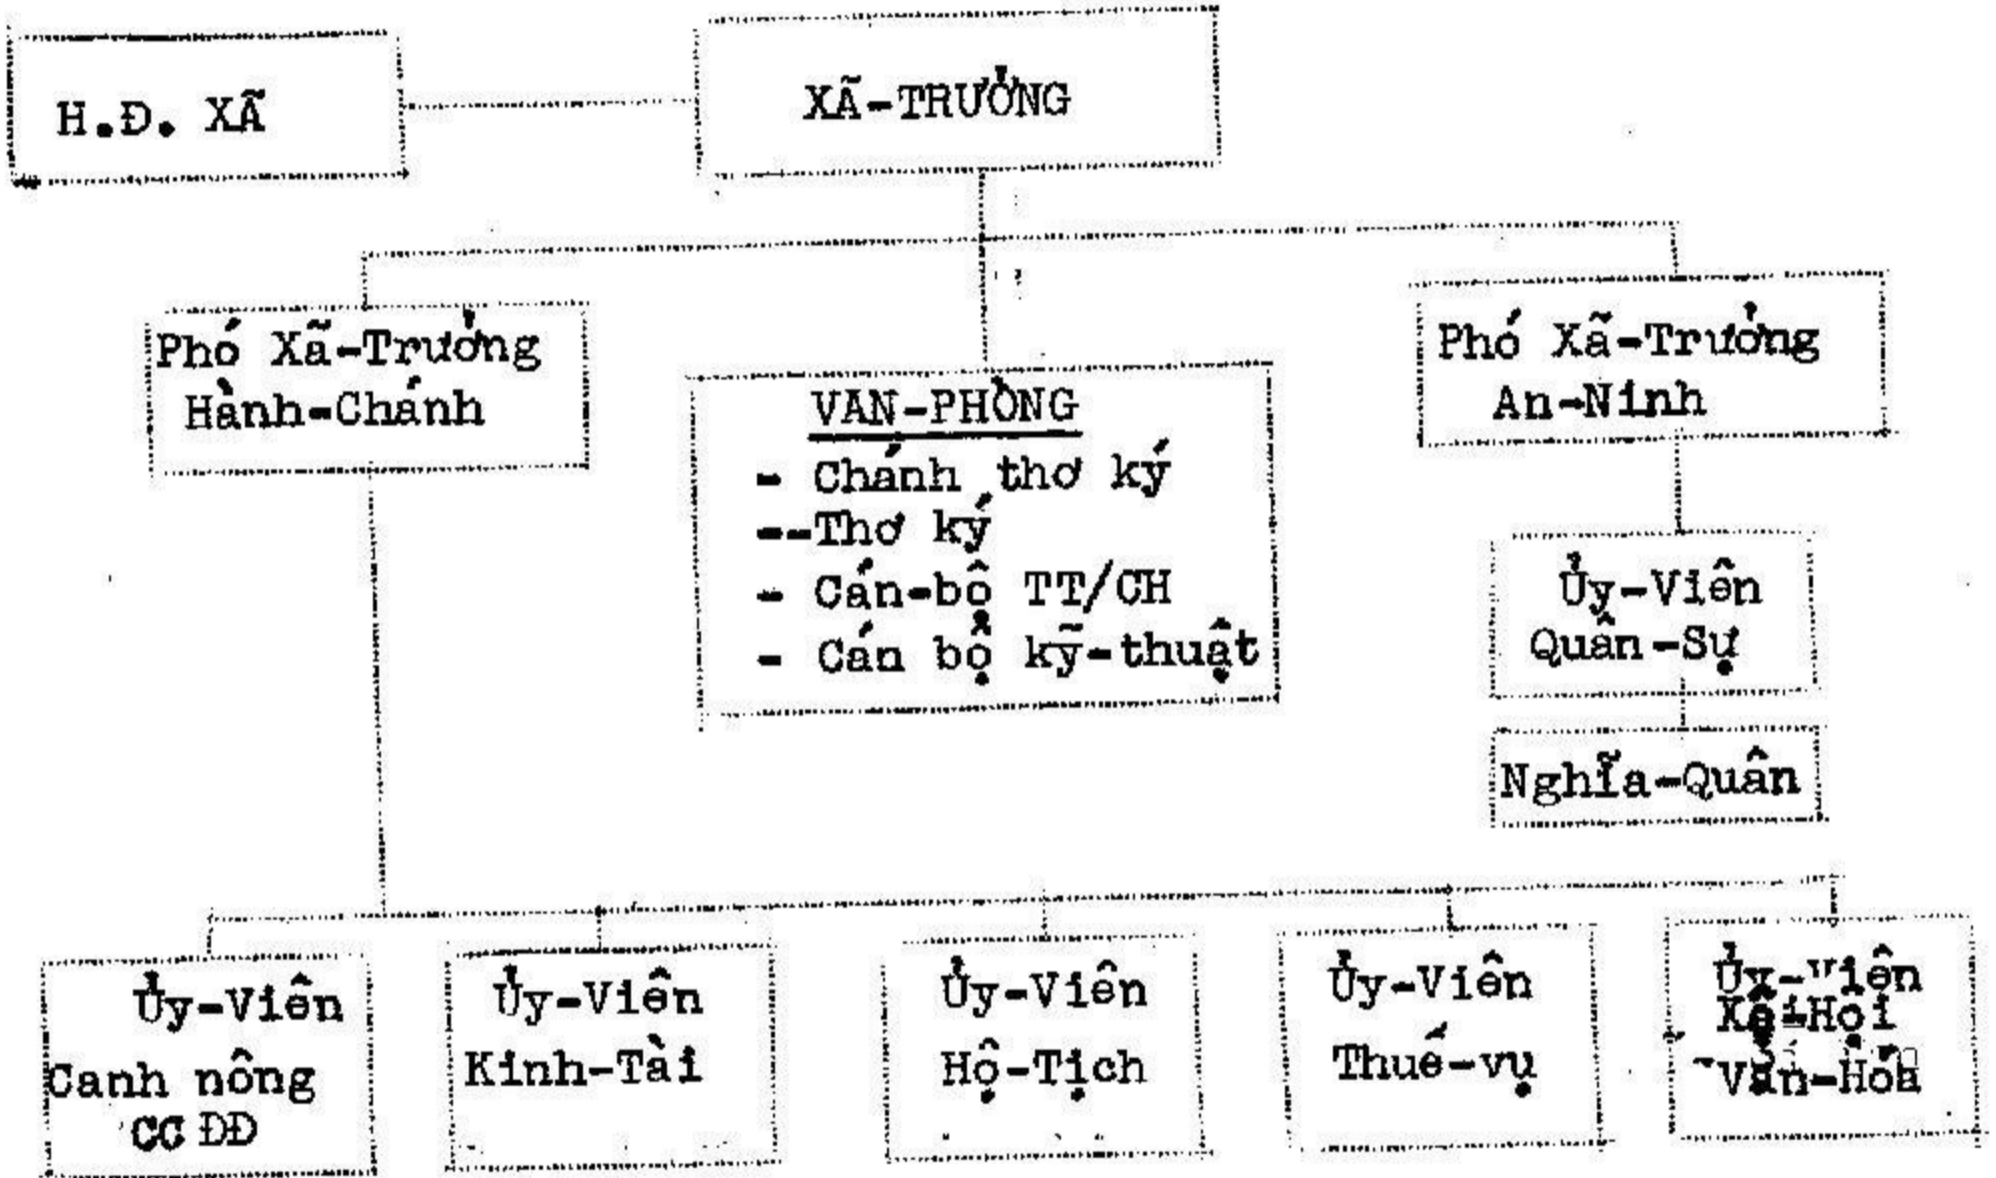 H.Đ. XÃ
XÃ-TRƯỞNG
Phó Xã-Trưởng
Hành-Chánh
VAN-PHÒNG
- Chánh thơ ký
--Thơ ký
- Cán-bộ TT/CH
- Cán bộ kỹ-thuật
Phó Xã-Trưởng
An-Ninh
Ủy-Viên
Quân-Sự
Nghĩa-Quân
Ủy-Viên
Canh nông
CC ĐĐ
Ủy-Viên
Kinh-Tài
Ủy-Viên
Hộ-Tịch
Ủy-Viên
Thuế-vụ
Ủy-Viên
Xã-Hội
Văn-Hóa